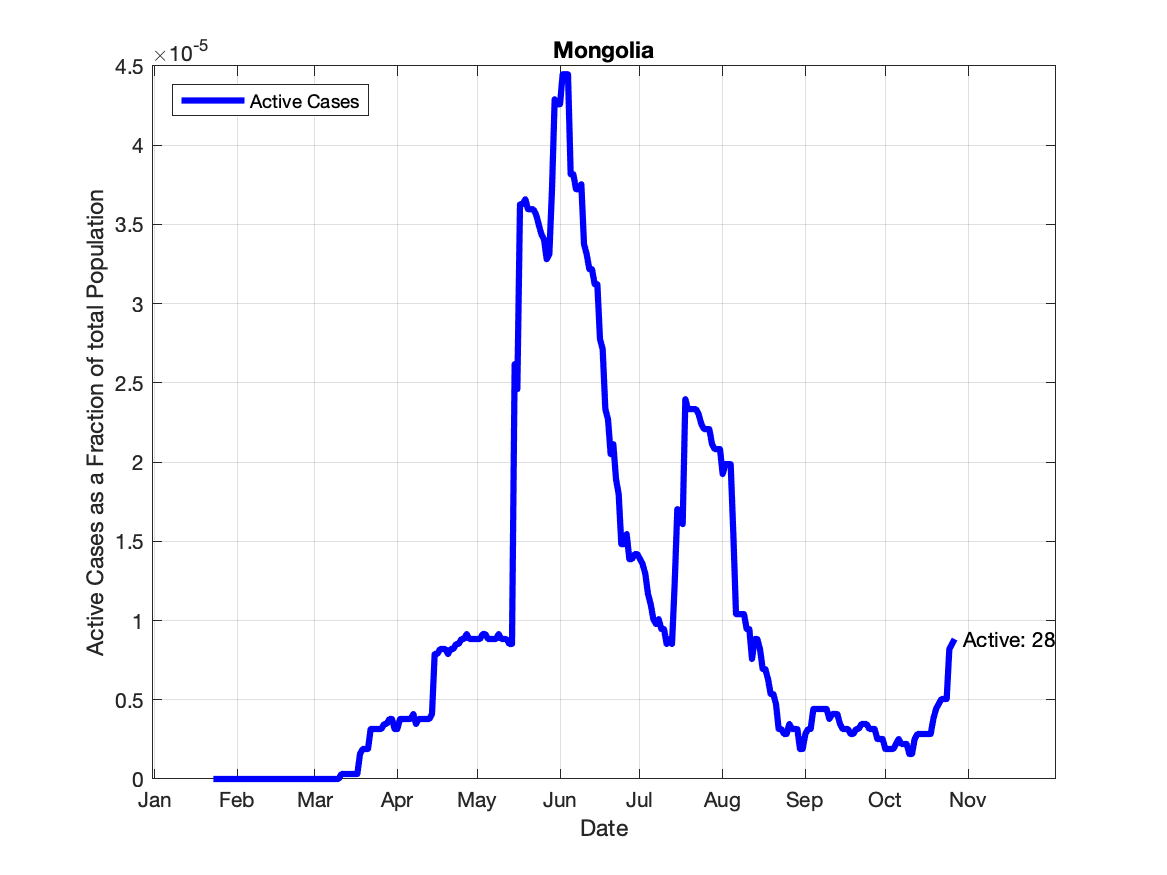 Mongolia
×10-5
Active Cases
4.5
4
3.5
3
2.5
2
1.5
1
0.5
0
Active Cases as a Fraction of total Population
Active: 28
Jan Feb Mar Apr May Jun Jul Aug Sep Oct Nov
Date